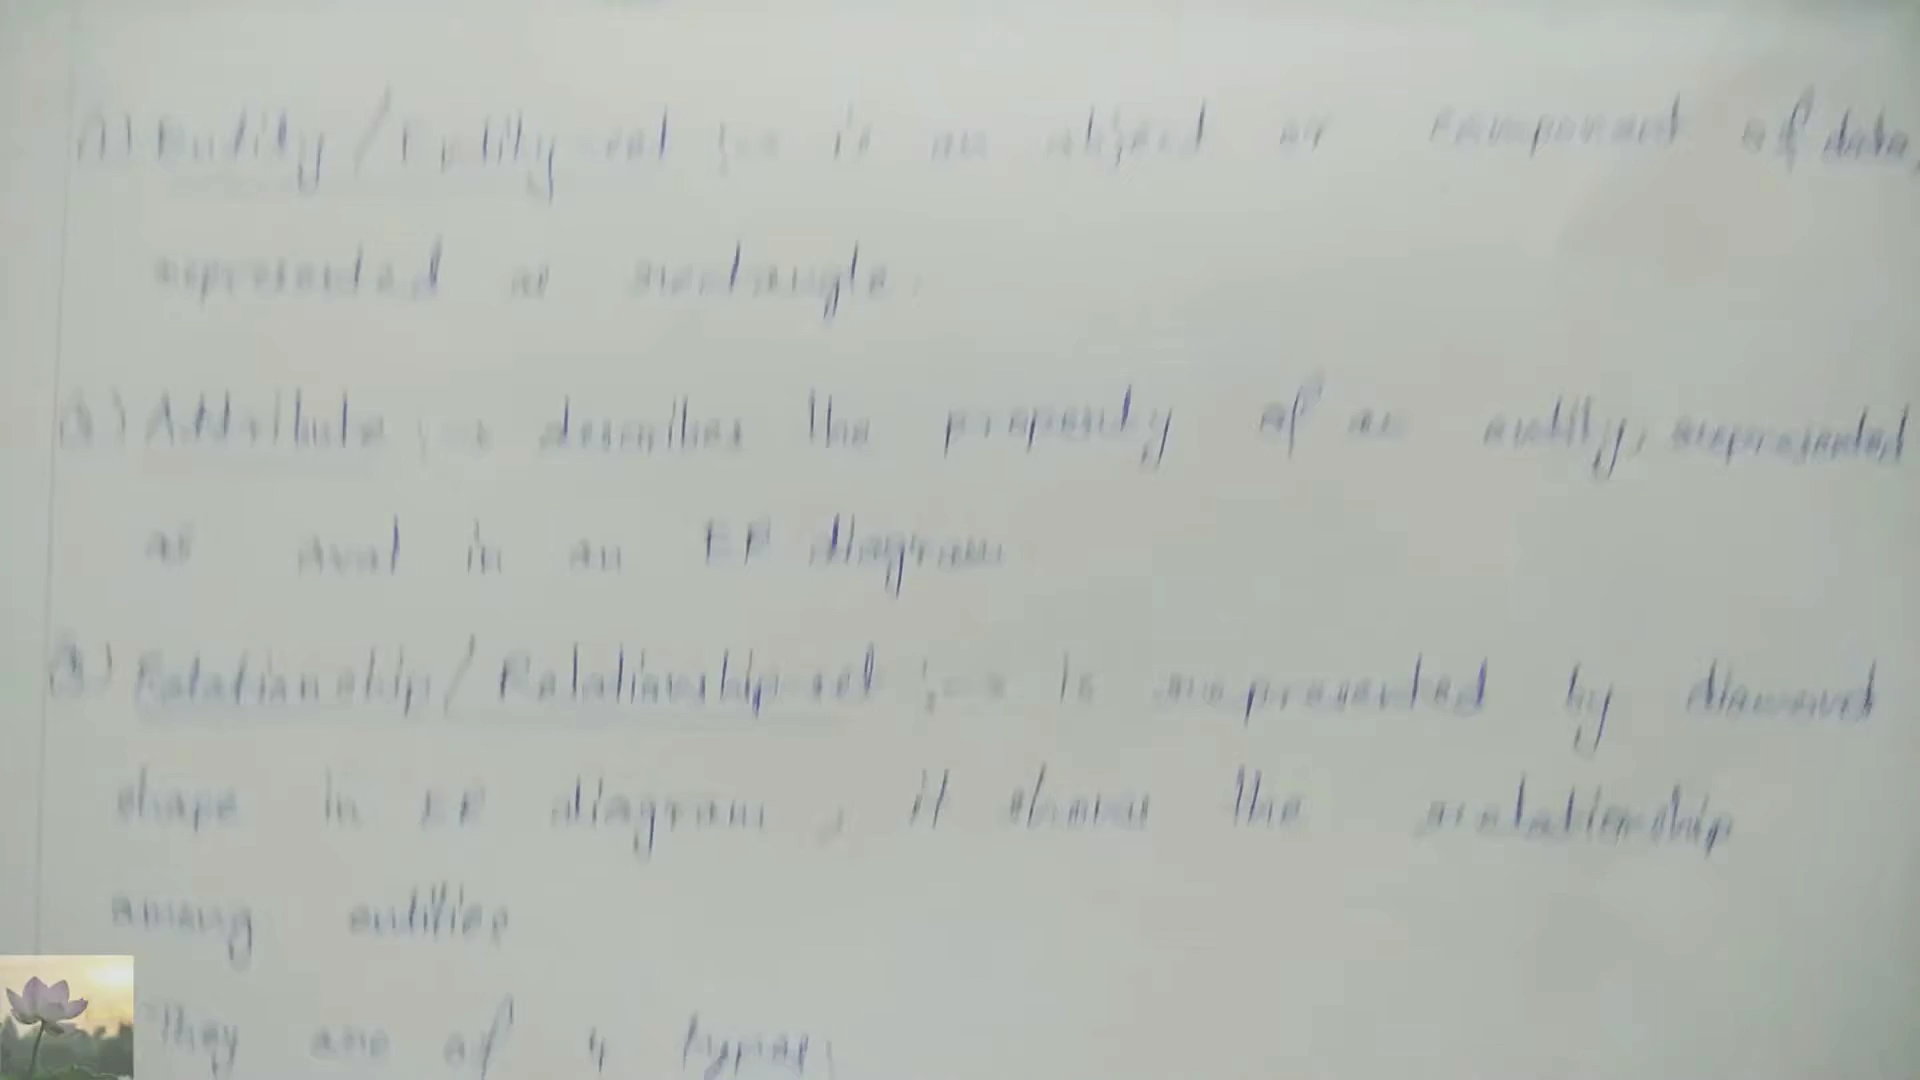 (1) Entity / Entity-set :-> is an object or component of data,
represented as rectangle.
(2) Attribute :-> describes the property of an entity, represented
as oval in an ER diagram
(3) Relationship / Relationship-set :-> is represented by diamond
shape in ER diagram, it shows the relationship
among entities
They are of 4 types: